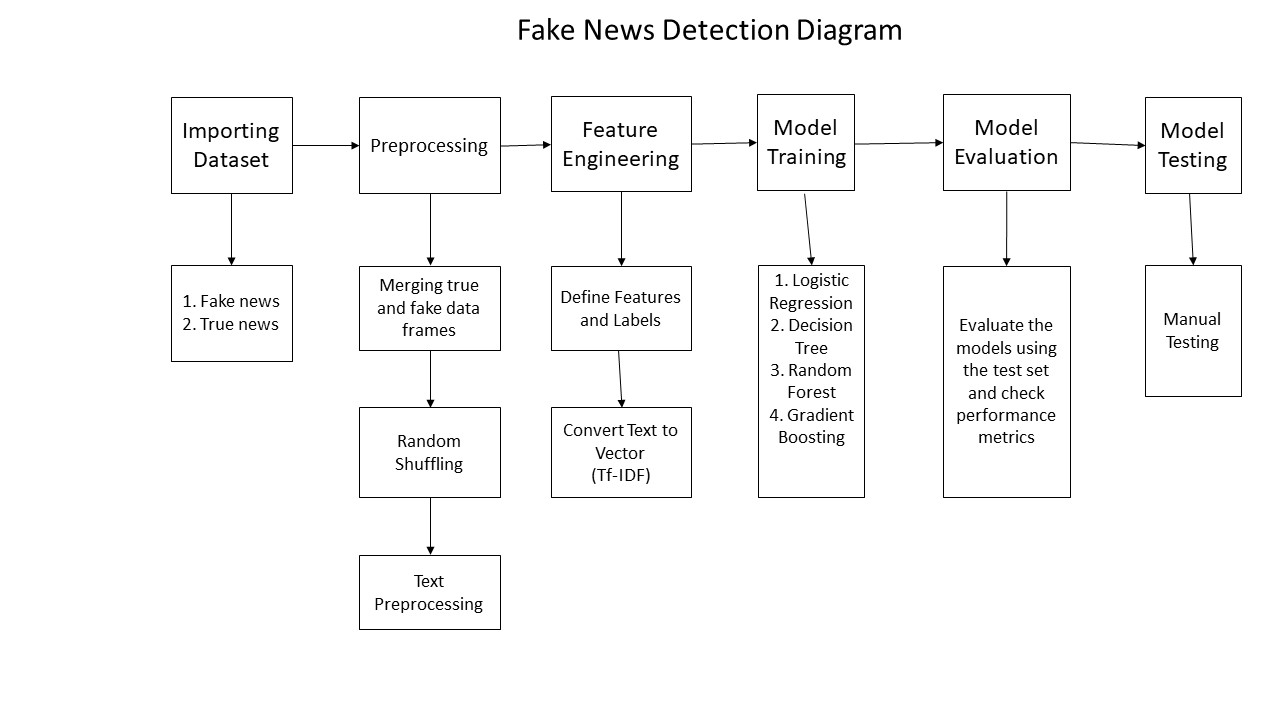 Fake News Detection Diagram
Importing
Dataset
Preprocessing
Feature
Engineering
Model
Training
Model
Evaluation
Model
Testing
1. Fake news
2. True news
Merging true
and fake data
frames
Random
Shuffling
Text
Preprocessing
Define Features
and Labels
Convert Text to
Vector
(Tf-IDF)
1. Logistic
Regression
2. Decision
Tree
3. Random
Forest
4. Gradient
Boosting
Evaluate the
models using
the test set
and check
performance
metrics
Manual
Testing